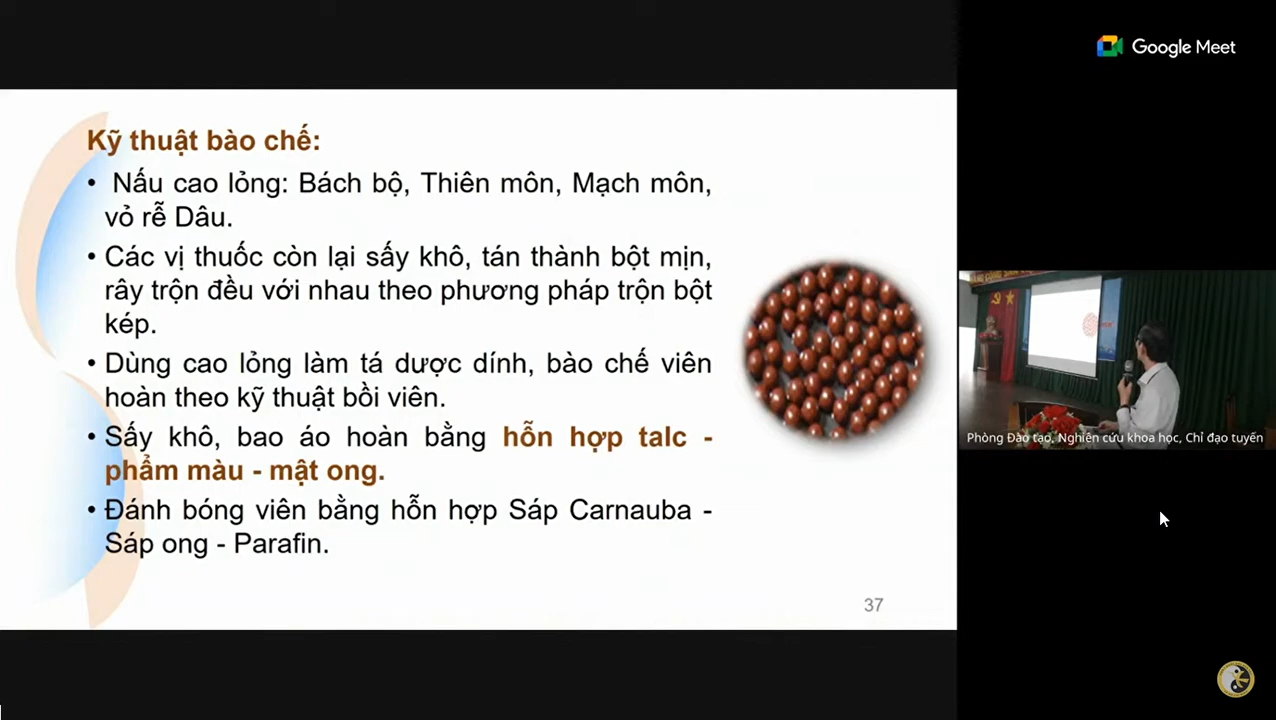 Google Meet
Kỹ thuật bào chế:
• Nấu cao lỏng: Bách bộ, Thiên môn, Mạch môn,
vỏ rễ Dâu.
• Các vị thuốc còn lại sấy khô, tán thành bột mịn,
rây trộn đều với nhau theo phương pháp trộn bột
kép.
• Dùng cao lỏng làm tá dược dính, bào chế viên
hoàn theo kỹ thuật bồi viên.
• Sấy khô, bao áo hoàn bằng hỗn hợp talc -
phẩm màu - mật ong.
• Đánh bóng viên bằng hỗn hợp Sáp Carnauba -
Sáp ong - Parafin.
37
Phòng Đào tạo, Nghiên cứu khoa học, Chỉ đạo tuyến